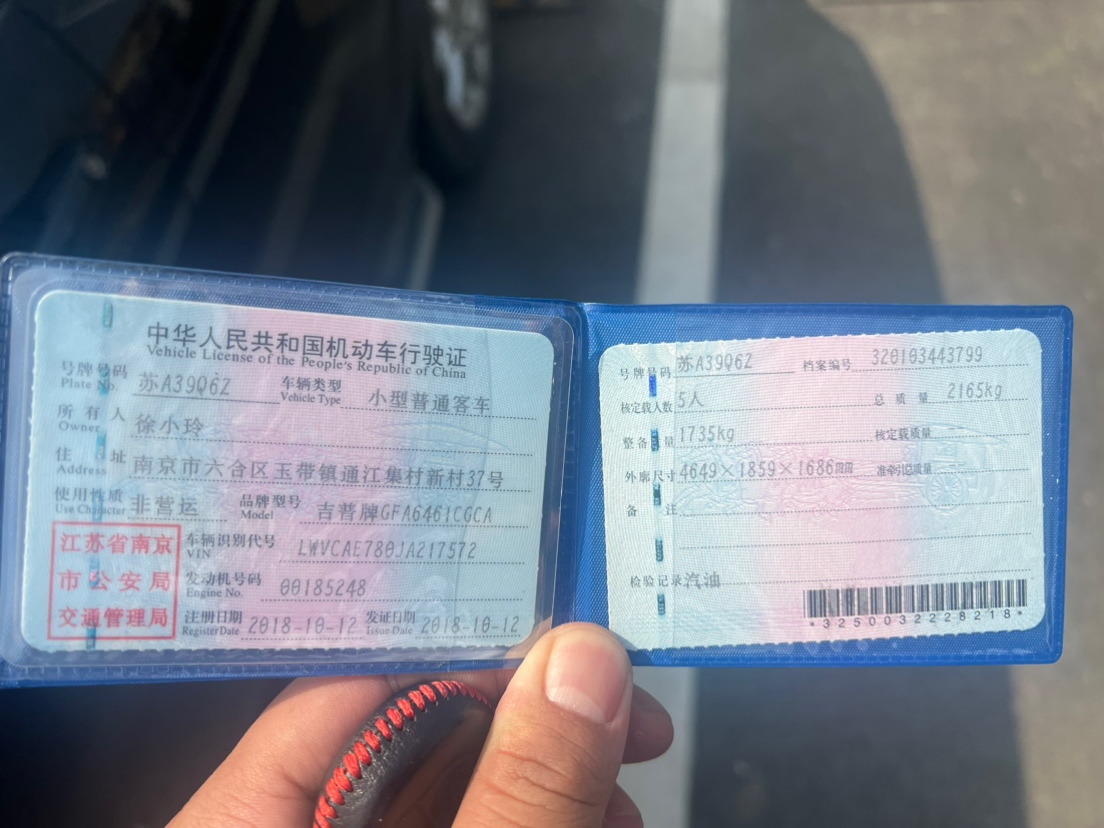 中华人民共和国机动车行驶证
Vehicle License of the People's Republic of China
号牌号码 苏A39Q6Z 车辆类型 小型普通客车
Plate No. Vehicle Type
所有人 徐小玲
Owner
住址 南京市六合区玉带镇通江集村新村37号
Address
使用性质 非营运 品牌型号 吉普牌GFA6461CGCA
Use Character Model
江苏省南京
市公安局
交通管理局
车辆识别代号 LWVCAE780JA217572
VIN
发动机号码 00185248
Engine No.
注册日期 2018-10-12 发证日期 2018-10-12
Register Date Issue Date
号牌号码 苏A39Q6Z 档案编号 320103443799
核定载人数 5人 总质量 2165kg
整备质量 1735kg 核定载质量
外廓尺寸 4649×1859×1686mm 准牵引总质量
备注
检验记录 汽油
*3250032228218*